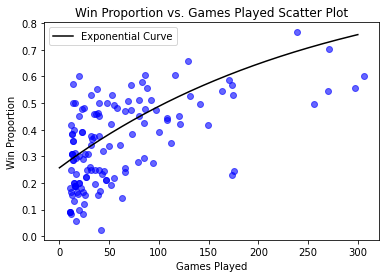 Win Proportion vs. Games Played Scatter Plot
Exponential Curve
Win Proportion
0.8
0.7
0.6
0.5
0.4
0.3
0.2
0.1
0.0
0 50 100 150 200 250 300
Games Played